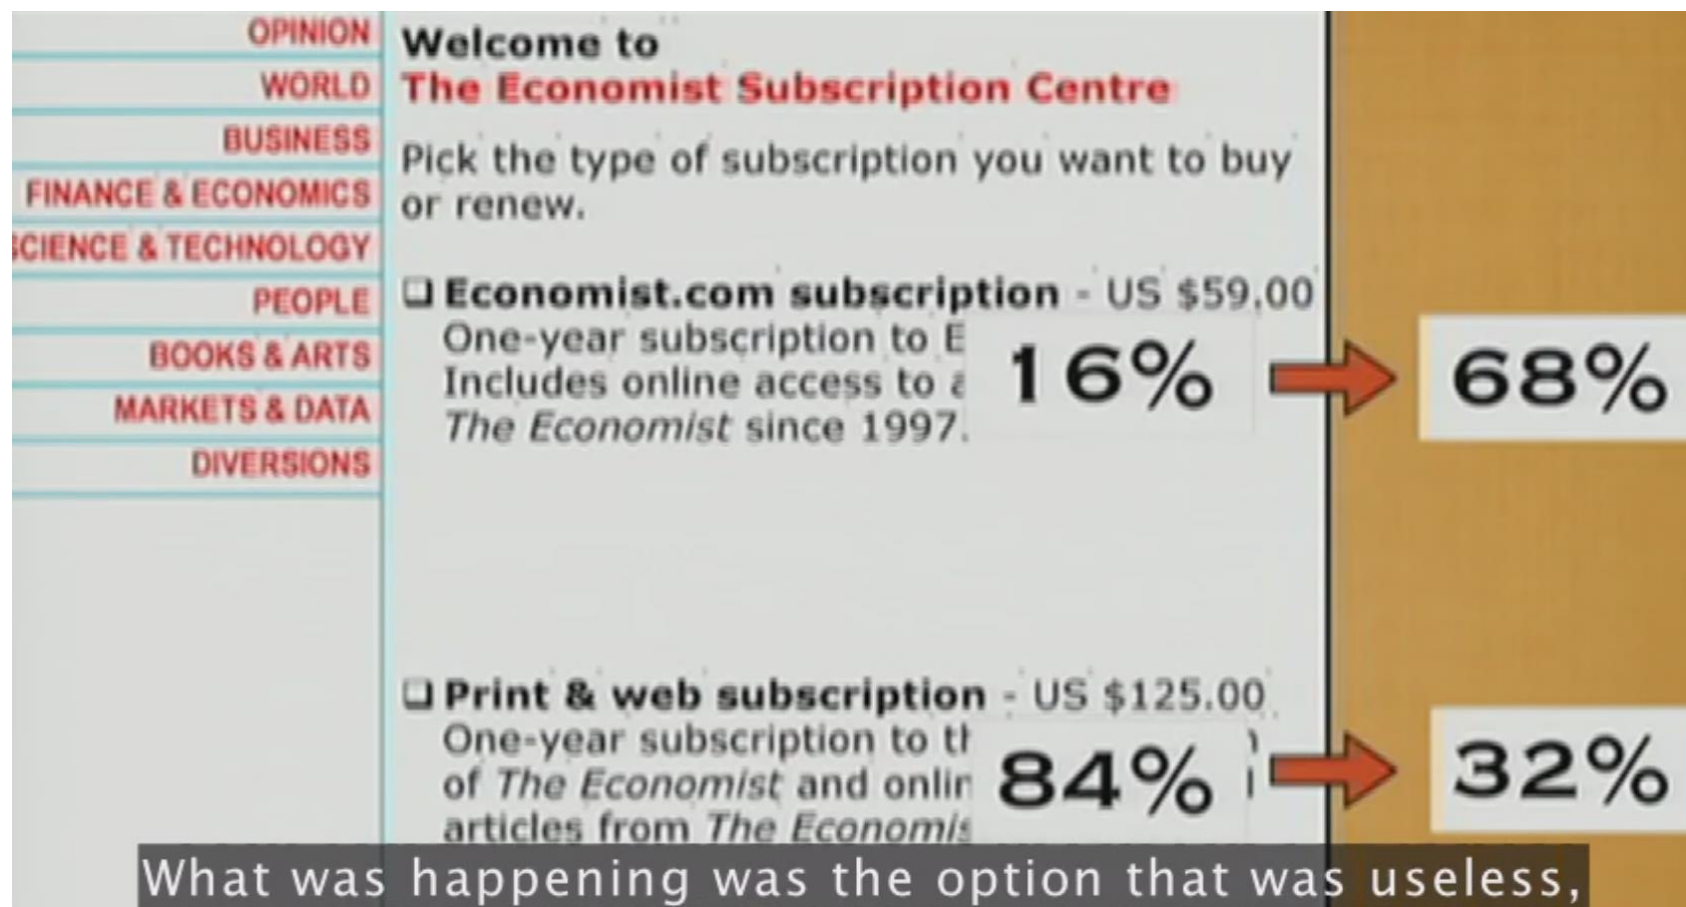 OPINION
WORLD
BUSINESS
FINANCE & ECONOMICS
SCIENCE & TECHNOLOGY
PEOPLE
BOOKS & ARTS
MARKETS & DATA
DIVERSIONS
Welcome to
The Economist Subscription Centre
Pick the type of subscription you want to buy
or renew.
Economist.com subscription - US $59.00
One-year subscription to
Includes online access to
The Economist since 1997.
16%
68%
Print & web subscription - US $125.00
One-year subscription to
of The Economist and
articles from The
84%
32%
What was happening was the option that was useless,